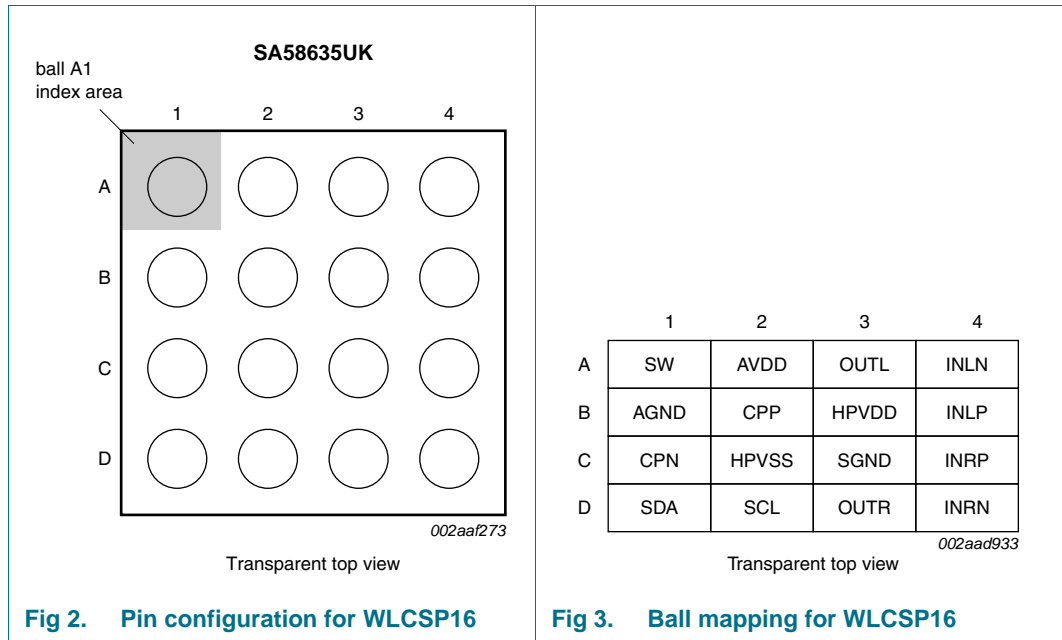 SA58635UK
ball A1
index area
1 2 3 4
A
B
C
D
002aaf273
Transparent top view
Fig 2. Pin configuration for WLCSP16
1 2 3 4
A SW AVDD OUTL INLN
B AGND CPP HPVDD INLP
C CPN HPVSS SGND INRP
D SDA SCL OUTR INRN
002aad933
Transparent top view
Fig 3. Ball mapping for WLCSP16